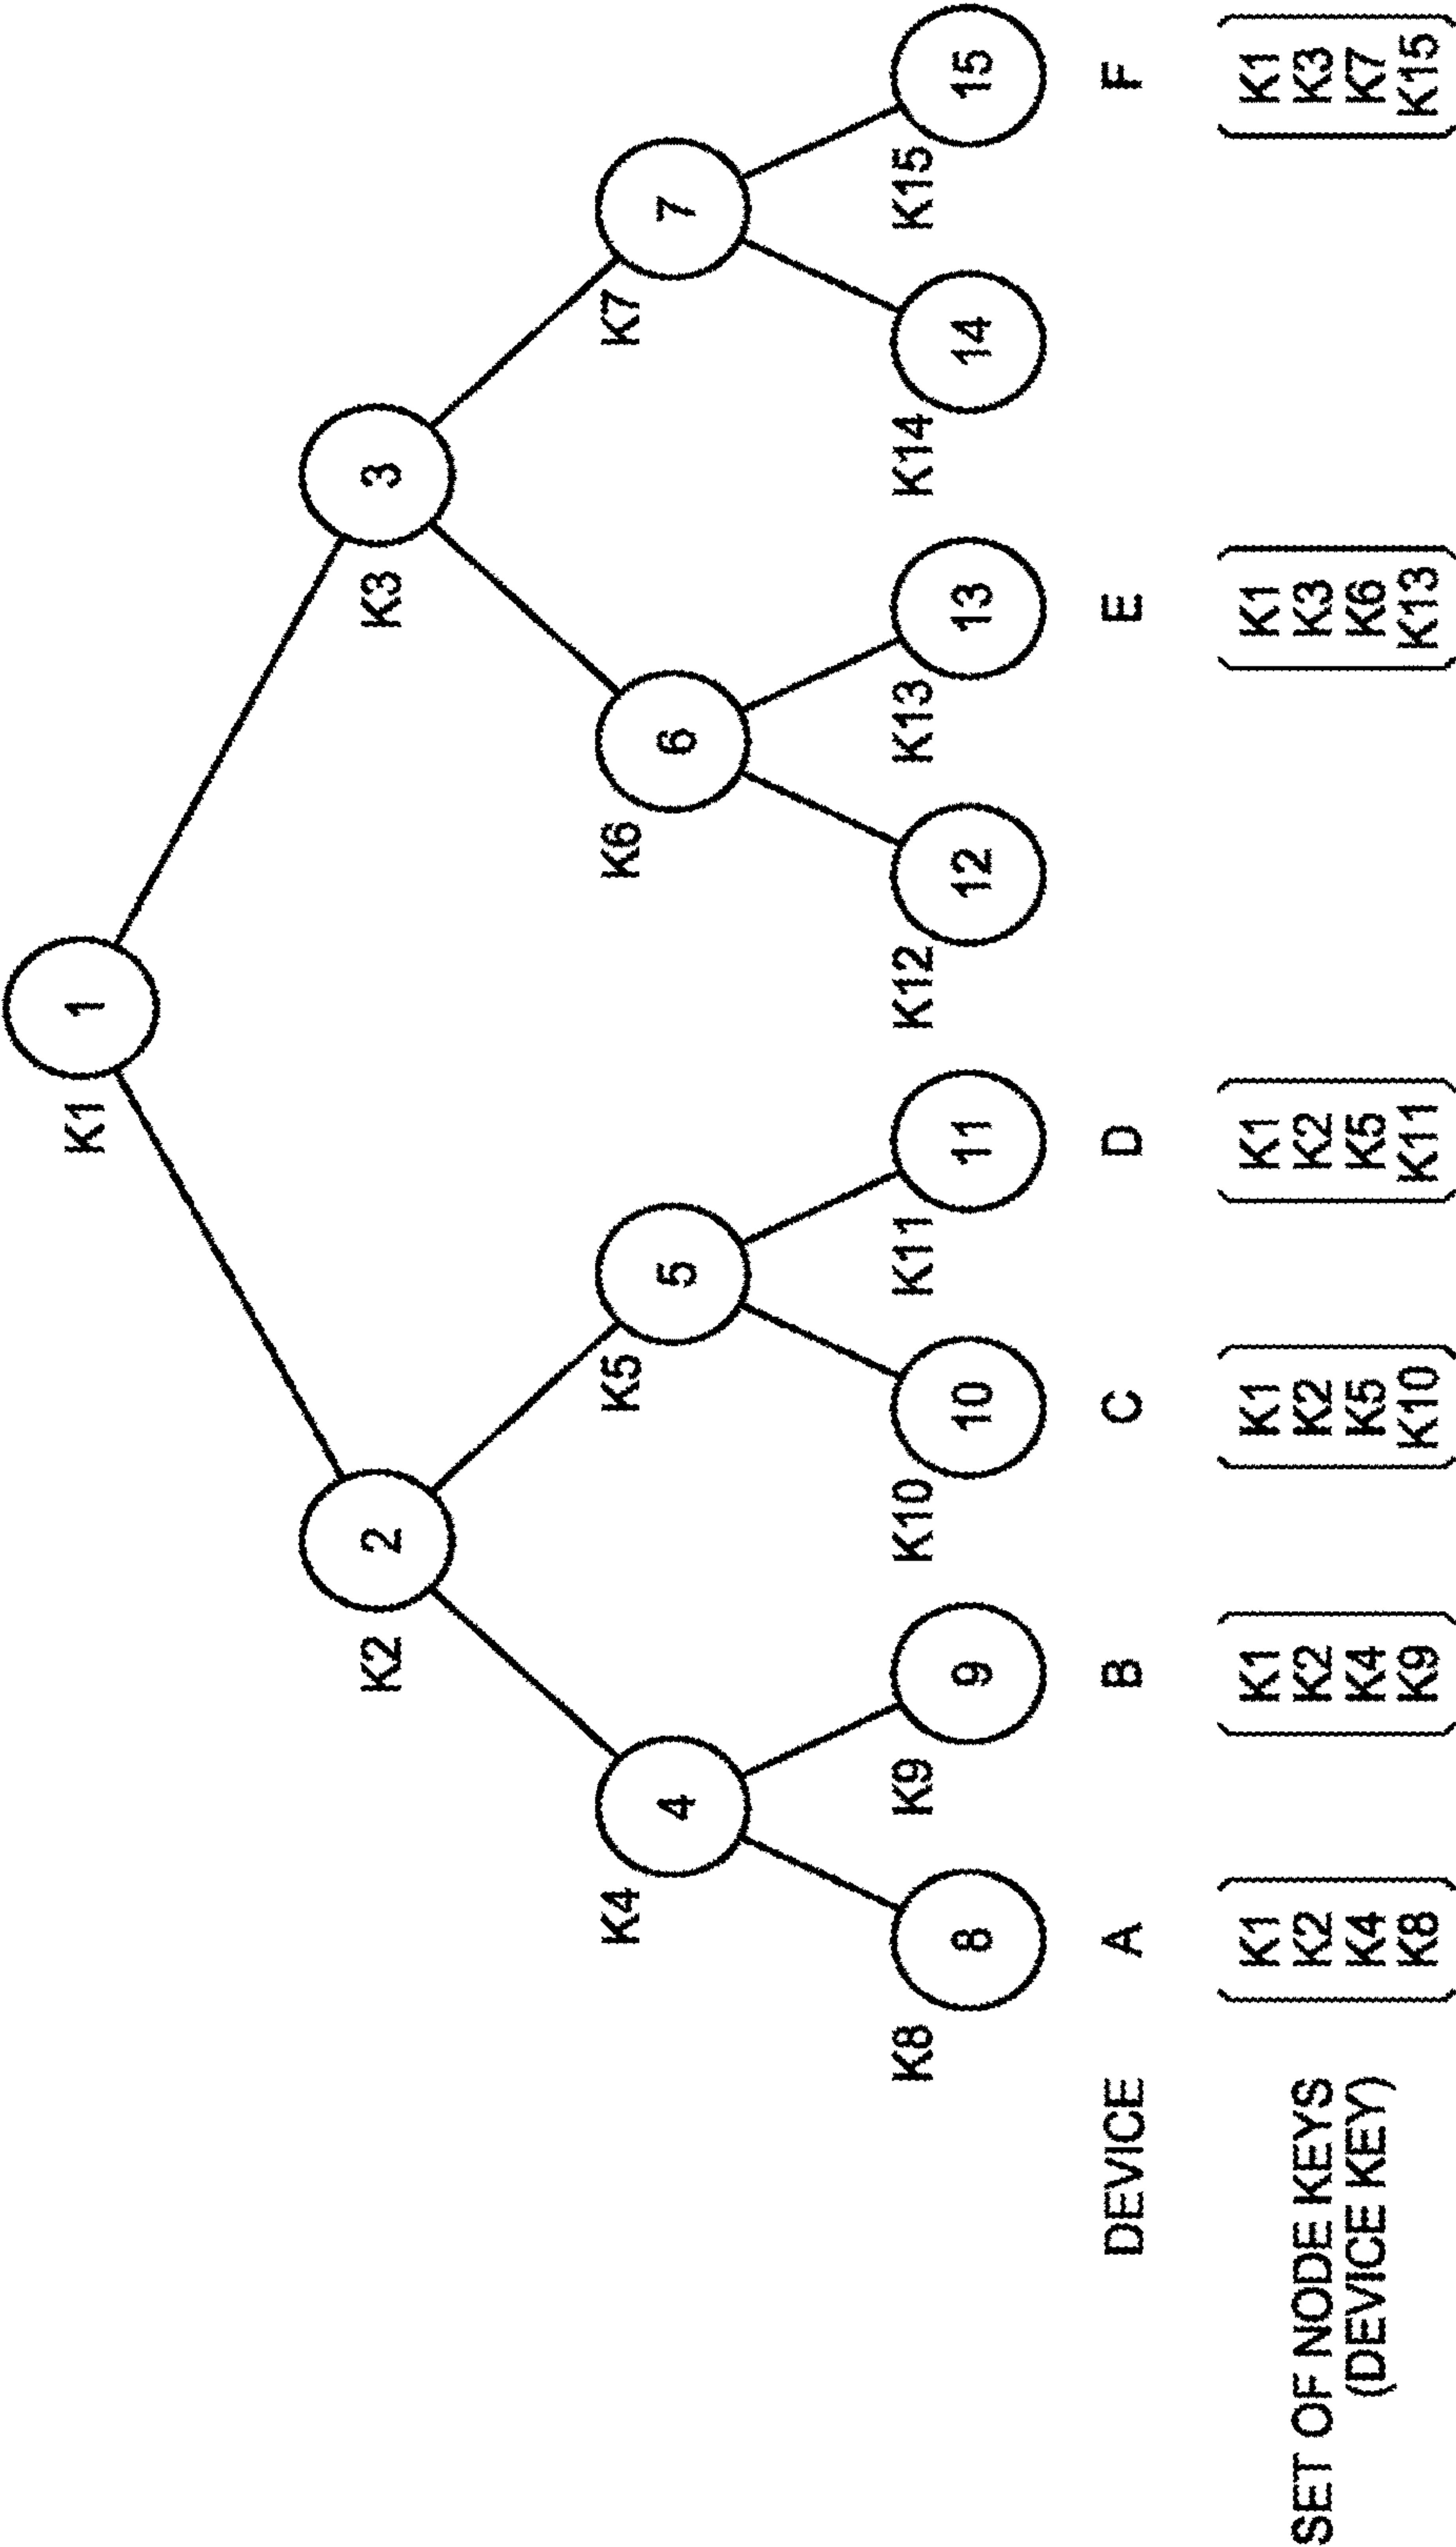 1
K1
2
K2
3
K3
4
K4
5
K5
6
K6
7
K7
8
K8
9
K9
10
K10
11
K11
12
K12
13
K13
14
K14
15
K15
DEVICE
A
B
C
D
E
F
SET OF NODE KEYS
(DEVICE KEY)
K1
K2
K4
K8
K1
K2
K4
K9
K1
K2
K5
K10
K1
K2
K5
K11
K1
K3
K6
K13
K1
K3
K7
K15